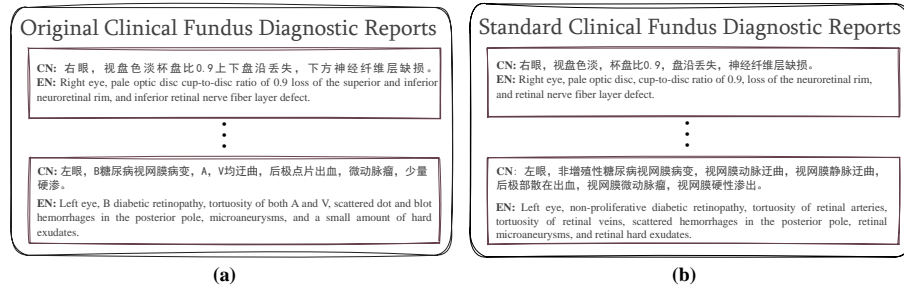 Original Clinical Fundus Diagnostic Reports
CN: 右眼，视盘色淡杯盘比0.9上下盘沿丢失，下方神经纤维层缺损。
EN: Right eye, pale optic disc cup-to-disc ratio of 0.9 loss of the superior and inferior
neuroretinal rim, and inferior retinal nerve fiber layer defect.
CN: 左眼，B糖尿病视网膜病变，A，V均迂曲，后极点片出血，微动脉瘤，少量
硬渗。
EN: Left eye, B diabetic retinopathy, tortuosity of both A and V, scattered dot and blot
hemorrhages in the posterior pole, microaneurysms, and a small amount of hard
exudates.
(a)
Standard Clinical Fundus Diagnostic Reports
CN: 右眼，视盘色淡，杯盘比0.9，盘沿丢失，神经纤维层缺损。
EN: Right eye, pale optic disc, cup-to-disc ratio of 0.9, loss of the neuroretinal rim,
and retinal nerve fiber layer defect.
CN: 左眼，非增殖性糖尿病视网膜病变，视网膜动脉迂曲，视网膜静脉迂曲，
后极部散在出血，视网膜微动脉瘤，视网膜硬性渗出。
EN: Left eye, non-proliferative diabetic retinopathy, tortuosity of retinal arteries,
tortuosity of retinal veins, scattered hemorrhages in the posterior pole, retinal
microaneurysms, and retinal hard exudates.
(b)